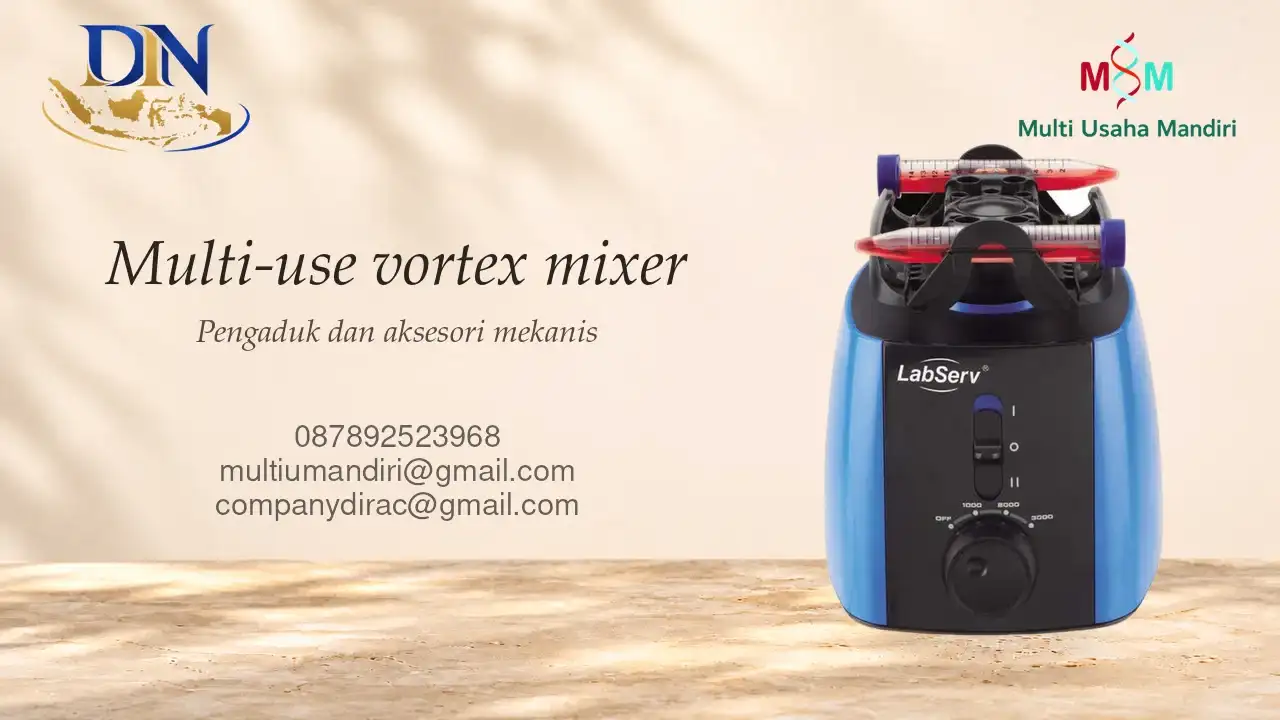 DN
MSM
Multi Usaha Mandiri
Multi-use vortex mixer
Pengaduk dan aksesori mekanis
087892523968
multiumandiri@gmail.com
companydirac@gmail.com
LabServ®
I
O
II
OFF 1000 2000 3000